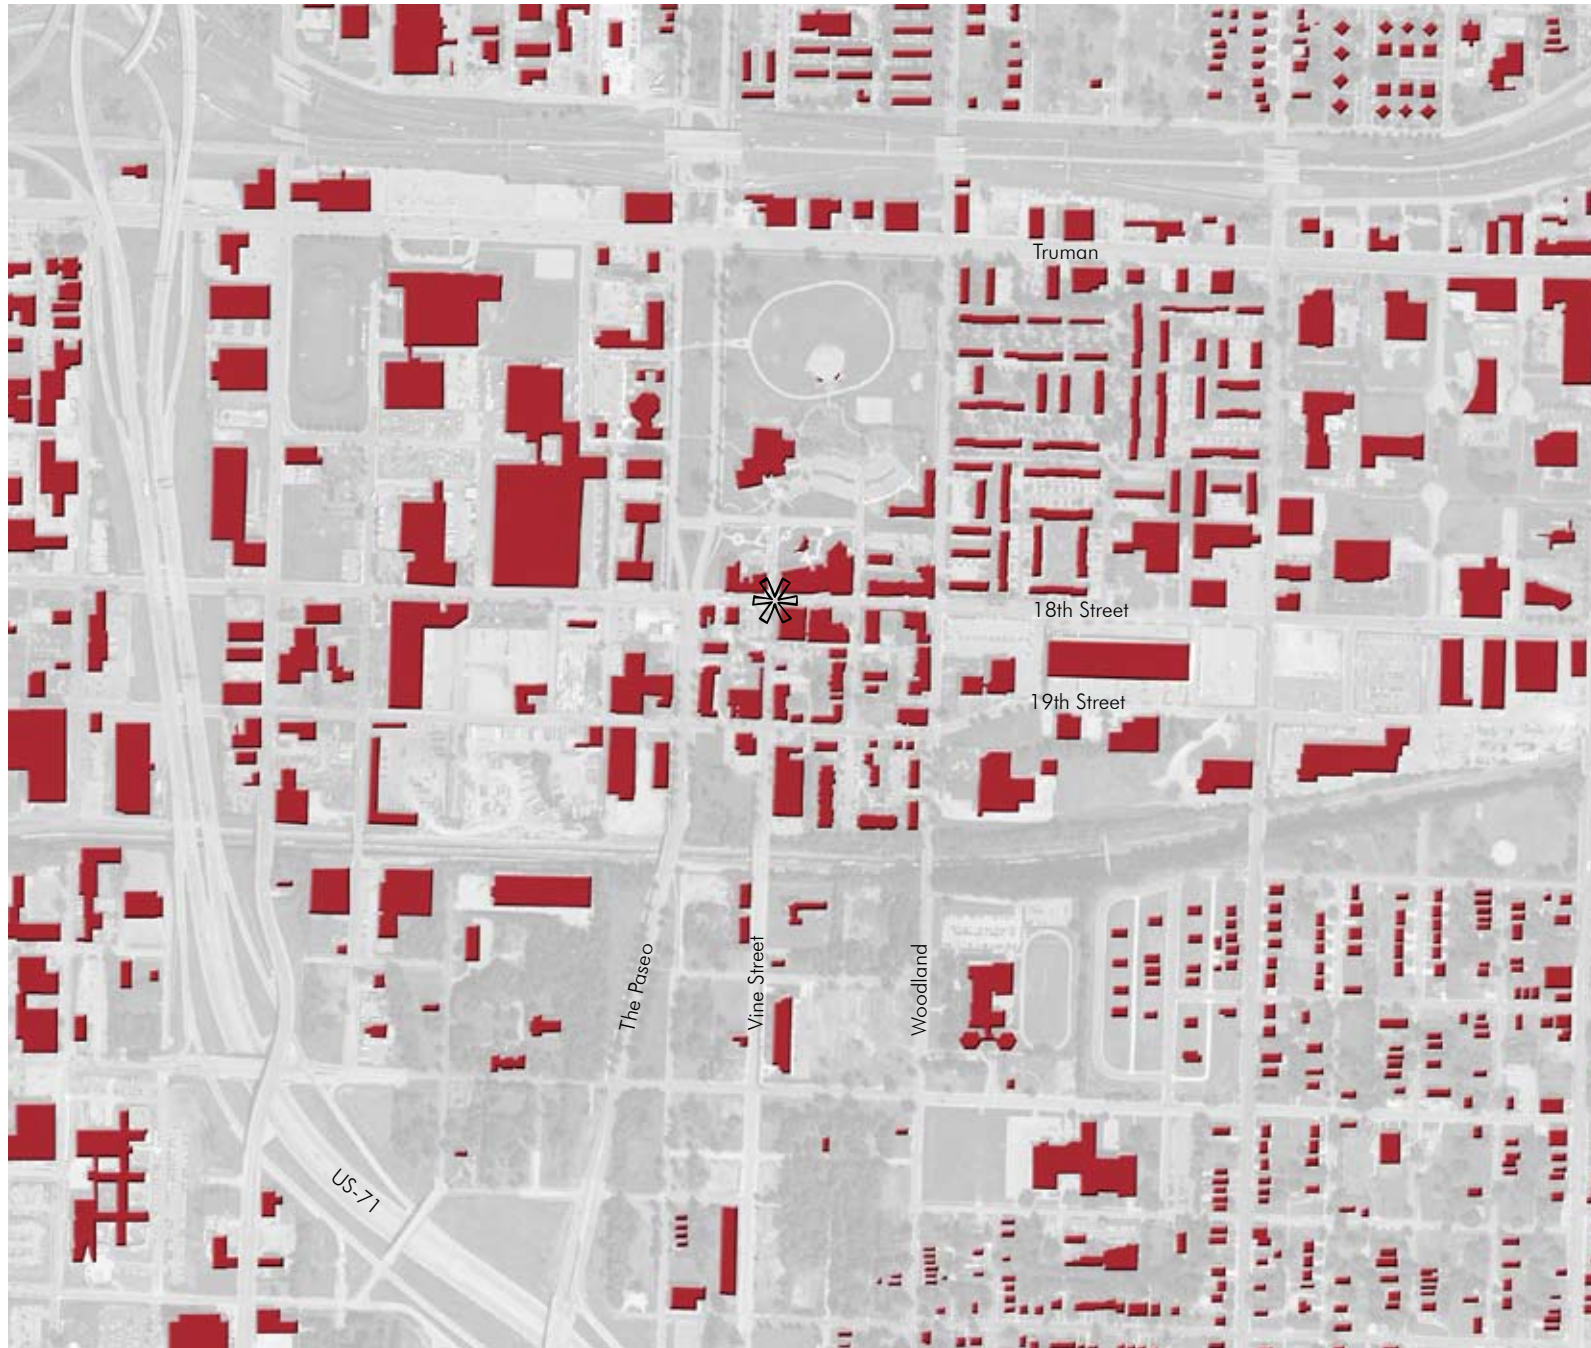 Truman
18th Street
19th Street
The Paseo
Vine Street
Woodland
US-71